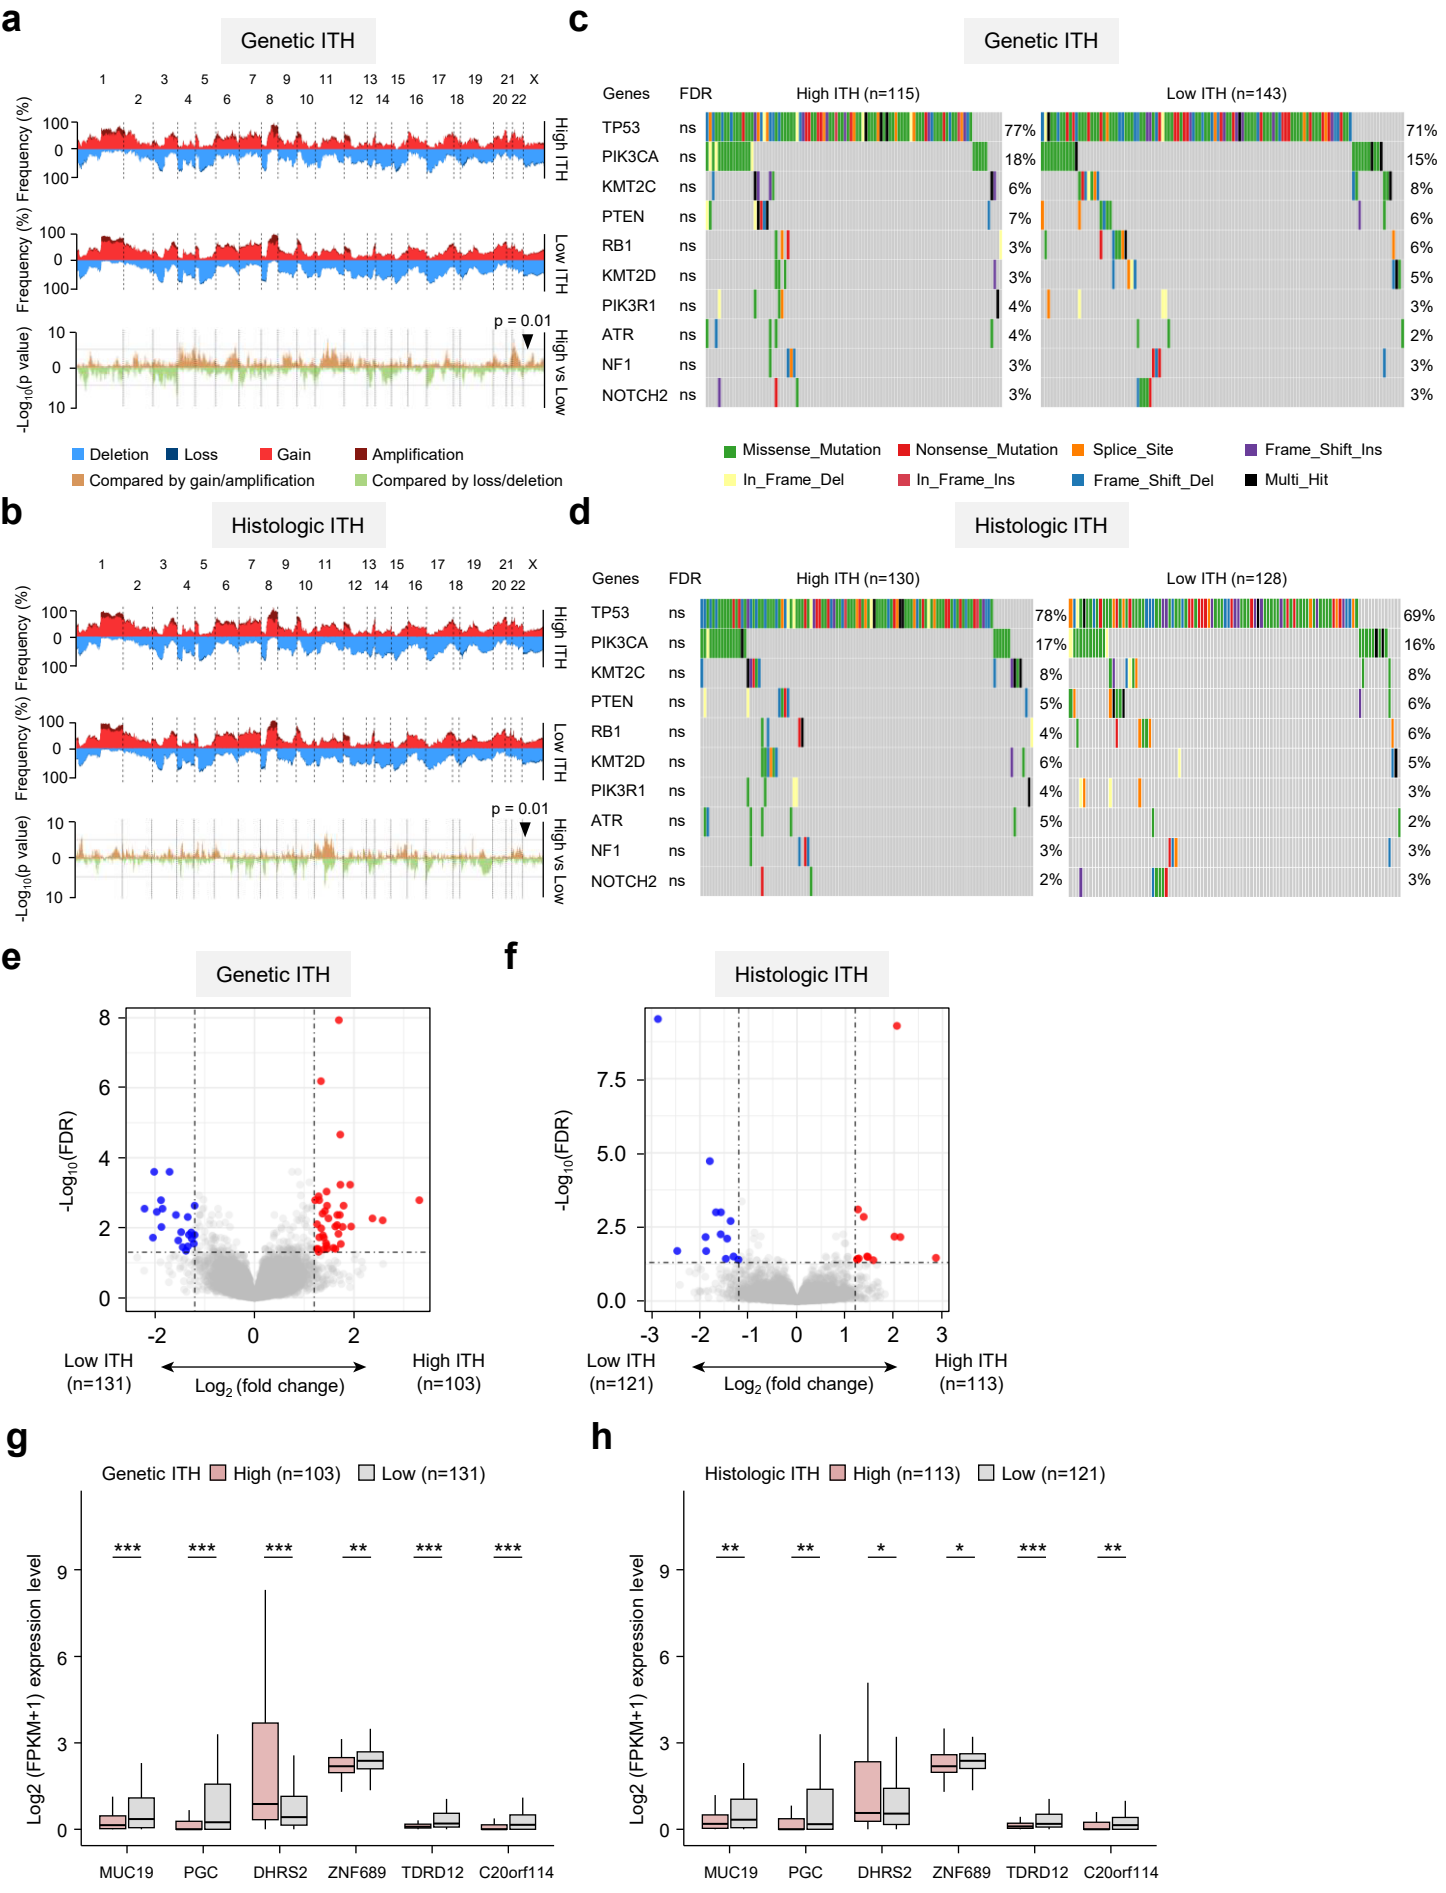 a
Genetic ITH
1 3 5 7 9 11 13 15 17 19 21 X
2 4 6 8 10 12 14 16 18 20 22
Frequency (%)
100
0
100
High ITH
Frequency (%)
100
0
100
Low ITH
p = 0.01
-Log10(p value)
10
0
10
High vs Low
Deletion Loss Gain Amplification
Compared by gain/amplification Compared by loss/deletion
b
Histologic ITH
1 3 5 7 9 11 13 15 17 19 21 X
2 4 6 8 10 12 14 16 18 20 22
Frequency (%)
100
0
100
High ITH
Frequency (%)
100
0
100
Low ITH
p = 0.01
-Log10(p value)
10
0
10
High vs Low
c
Genetic ITH
Genes FDR High ITH (n=115) Low ITH (n=143)
TP53 ns 77% 71%
PIK3CA ns 18% 15%
KMT2C ns 6% 8%
PTEN ns 7% 6%
RB1 ns 3% 6%
KMT2D ns 3% 5%
PIK3R1 ns 4% 3%
ATR ns 4% 2%
NF1 ns 3% 3%
NOTCH2 ns 3% 3%
Missense_Mutation Nonsense_Mutation Splice_Site Frame_Shift_Ins
In_Frame_Del In_Frame_Ins Frame_Shift_Del Multi_Hit
d
Histologic ITH
Genes FDR High ITH (n=130) Low ITH (n=128)
TP53 ns 78% 69%
PIK3CA ns 17% 16%
KMT2C ns 8% 8%
PTEN ns 5% 6%
RB1 ns 4% 6%
KMT2D ns 6% 5%
PIK3R1 ns 4% 3%
ATR ns 5% 2%
NF1 ns 3% 3%
NOTCH2 ns 2% 3%
e
Genetic ITH
-Log10(FDR)
8
6
4
2
0
-2 0 2
Low ITH
(n=131)
Log2 (fold change)
High ITH
(n=103)
f
Histologic ITH
-Log10(FDR)
7.5
5.0
2.5
0.0
-3 -2 -1 0 1 2 3
Low ITH
(n=121)
Log2 (fold change)
High ITH
(n=113)
g
Genetic ITH High (n=103) Low (n=131)
Log2 (FPKM+1) expression level
*** *** *** ** *** ***
9
6
3
0
MUC19 PGC DHRS2 ZNF689 TDRD12 C20orf114
h
Histologic ITH High (n=113) Low (n=121)
Log2 (FPKM+1) expression level
** ** * * *** **
9
6
3
0
MUC19 PGC DHRS2 ZNF689 TDRD12 C20orf114